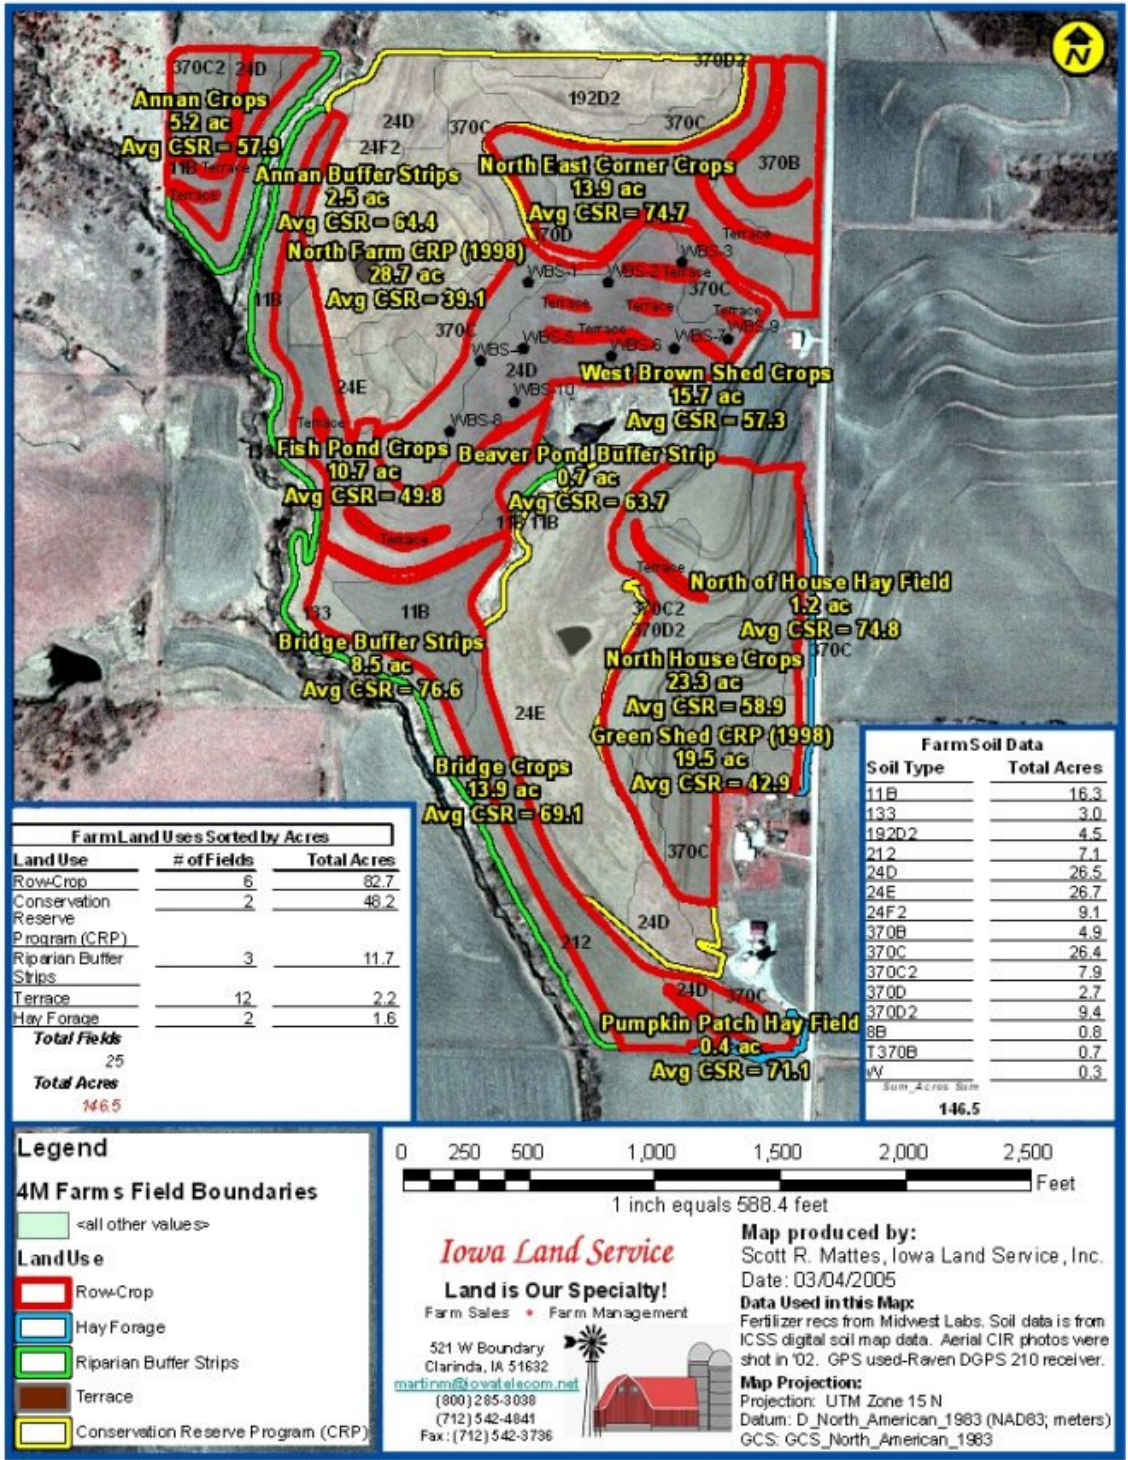 N
370C2 24D
370D2
Annan Crops
5.2 ac
Avg CSR = 57.9
11B Terrace
Terrace
192D2
24D
370C
370C
24F2
370B
Annan Buffer Strips
2.5 ac
Avg CSR = 64.4
North East Corner Crops
13.9 ac
Avg CSR = 74.7
370D
Terrace
North Farm CRP (1998)
28.7 ac
Avg CSR = 39.1
WBS-3
WBS-1
WBS-2 Terrace
11B
370C
Terrace
Terrace
Terrace
370C
Terrace
WBS-9
WBS-5
WBS-7
WBS-4
WBS-6
24D
West Brown Shed Crops
15.7 ac
Avg CSR = 57.3
24E
WBS-10
WBS-8
Terrace
Fish Pond Crops
10.7 ac
Avg CSR = 49.8
Beaver Pond Buffer Strip
0.7 ac
Avg CSR = 63.7
11B 11B
Terrace
Terrace
North of House Hay Field
1.2 ac
Avg CSR = 74.8
370C
370C2
370D2
133
11B
Bridge Buffer Strips
8.5 ac
Avg CSR = 76.6
North House Crops
23.3 ac
Avg CSR = 58.9
24E
Green Shed CRP (1998)
19.5 ac
Avg CSR = 42.9
Bridge Crops
13.9 ac
Avg CSR = 69.1
370C
24D
212
24D
370C
Pumpkin Patch Hay Field
0.4 ac
Avg CSR = 71.1
Farm Soil Data
Soil Type Total Acres
11B 16.3
133 3.0
192D2 4.5
212 7.1
24D 26.5
24E 26.7
24F2 9.1
370B 4.9
370C 26.4
370C2 7.9
370D 2.7
370D2 9.4
8B 0.8
T370B 0.7
W 0.3
Sum_Acres Sum
146.5
Farm Land Uses Sorted by Acres
Land Use # of Fields Total Acres
Row-Crop 6 82.7
Conservation 2 48.2
Reserve
Program (CRP)
Riparian Buffer 3 11.7
Strips
Terrace 12 2.2
Hay Forage 2 1.6
Total Fields
25
Total Acres
146.5
Legend
4M Farms Field Boundaries
<all other values>
Land Use
Row-Crop
Hay Forage
Riparian Buffer Strips
Terrace
Conservation Reserve Program (CRP)
0 250 500 1,000 1,500 2,000 2,500
Feet
1 inch equals 588.4 feet
Iowa Land Service
Land is Our Specialty!
Farm Sales • Farm Management
521 W Boundary
Clarinda, IA 51632
martinm@iowatelecom.net
(800) 285-3038
(712) 542-4841
Fax: (712) 542-3736
Map produced by:
Scott R. Mattes, Iowa Land Service, Inc.
Date: 03/04/2005
Data Used in this Map:
Fertilizer recs from Midwest Labs. Soil data is from
ICSS digital soil map data. Aerial CIR photos were
shot in '02. GPS used-Raven DGPS 210 receiver.
Map Projection:
Projection: UTM Zone 15 N
Datum: D_North_American_1983 (NAD83; meters)
GCS: GCS_North_American_1983